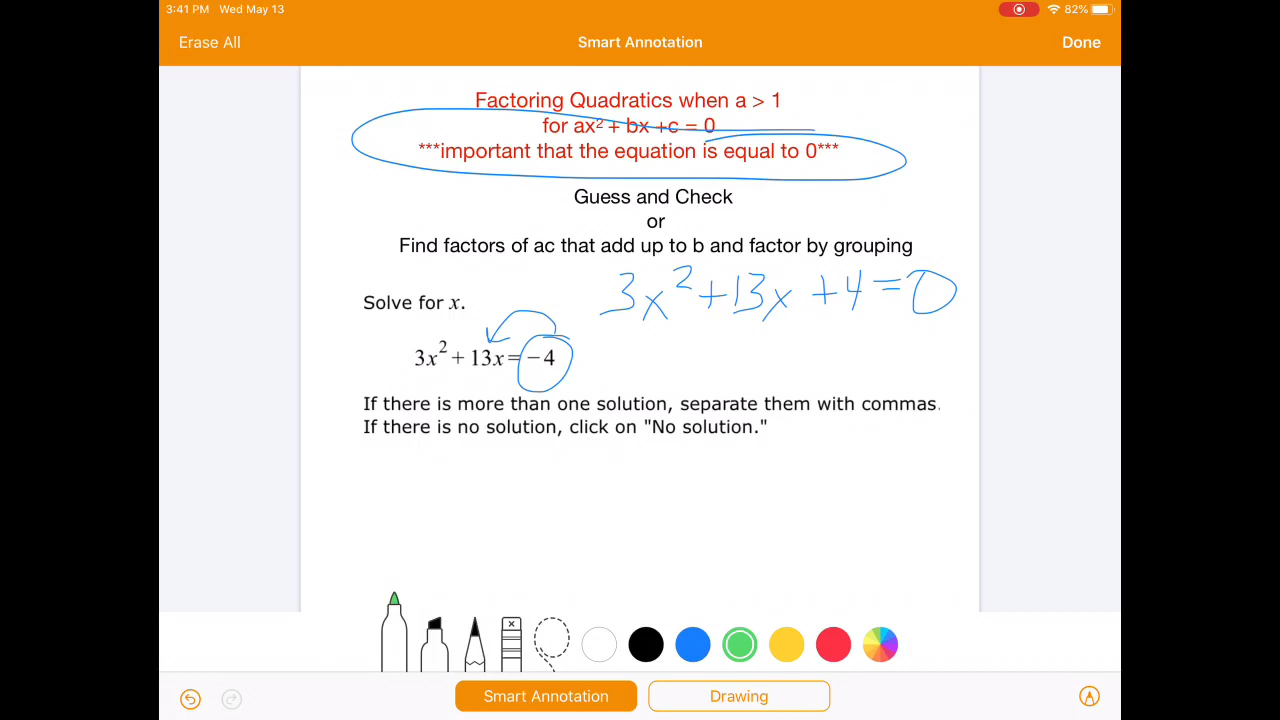 3:41 PM Wed May 13
82%
Erase All
Smart Annotation
Done
Factoring Quadratics when a > 1
for ax² + bx +c = 0
***important that the equation is equal to 0***
Guess and Check
or
Find factors of ac that add up to b and factor by grouping
3x² + 13x + 4 = 0
Solve for x.
3x² + 13x = −4
If there is more than one solution, separate them with commas.
If there is no solution, click on "No solution."
Smart Annotation
Drawing